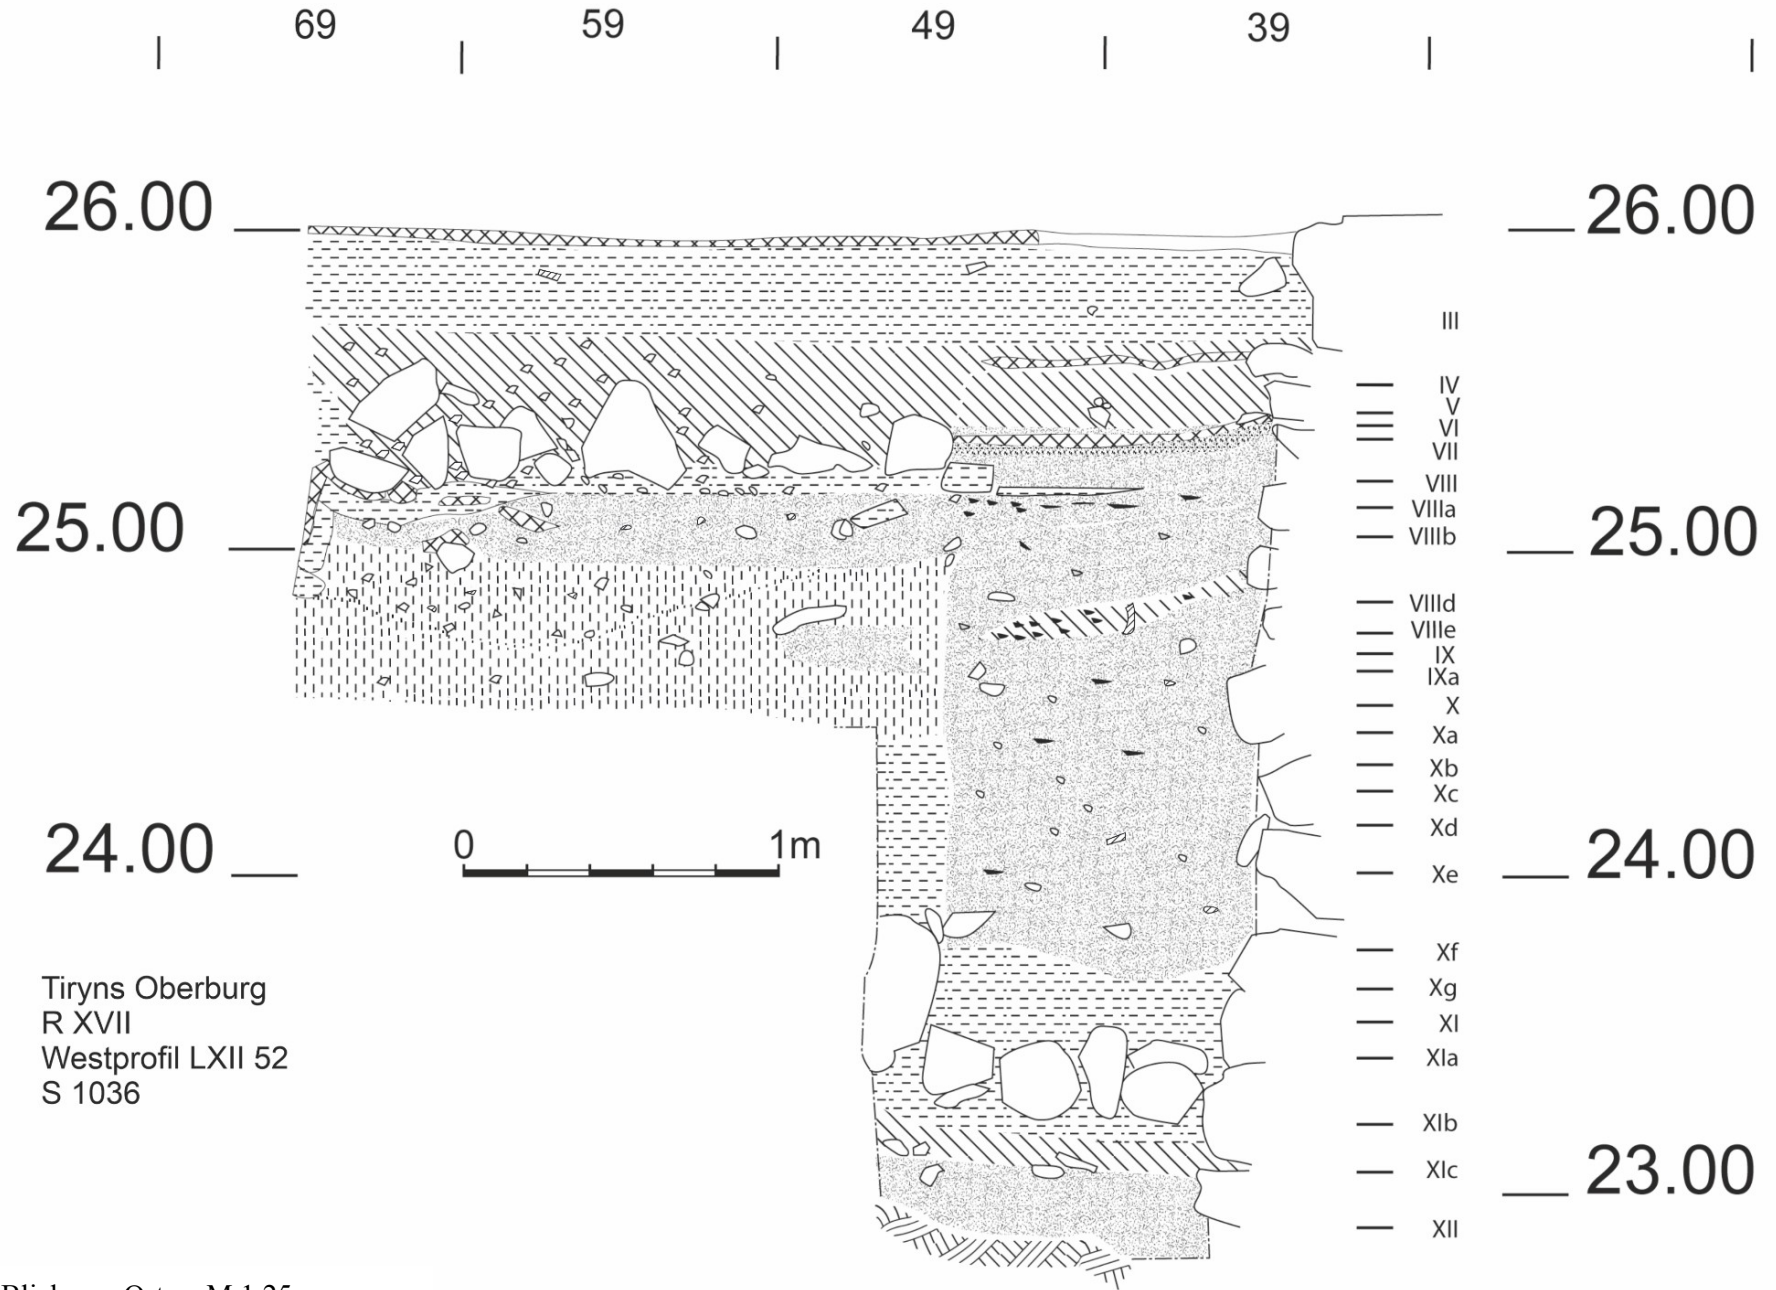 69 59 49 39
26.00 26.00
III
IV
V
VI
VII
VIII
25.00 25.00
VIIIa
VIIIb
VIIId
VIIIe
IX
IXa
X
Xa
Xb
Xc
Xd
24.00 0 1m 24.00
Xe
Xf
Xg
XI
XIa
XIb
XIc
XII
23.00
Tiryns Oberburg
R XVII
Westprofil LXII 52
S 1036